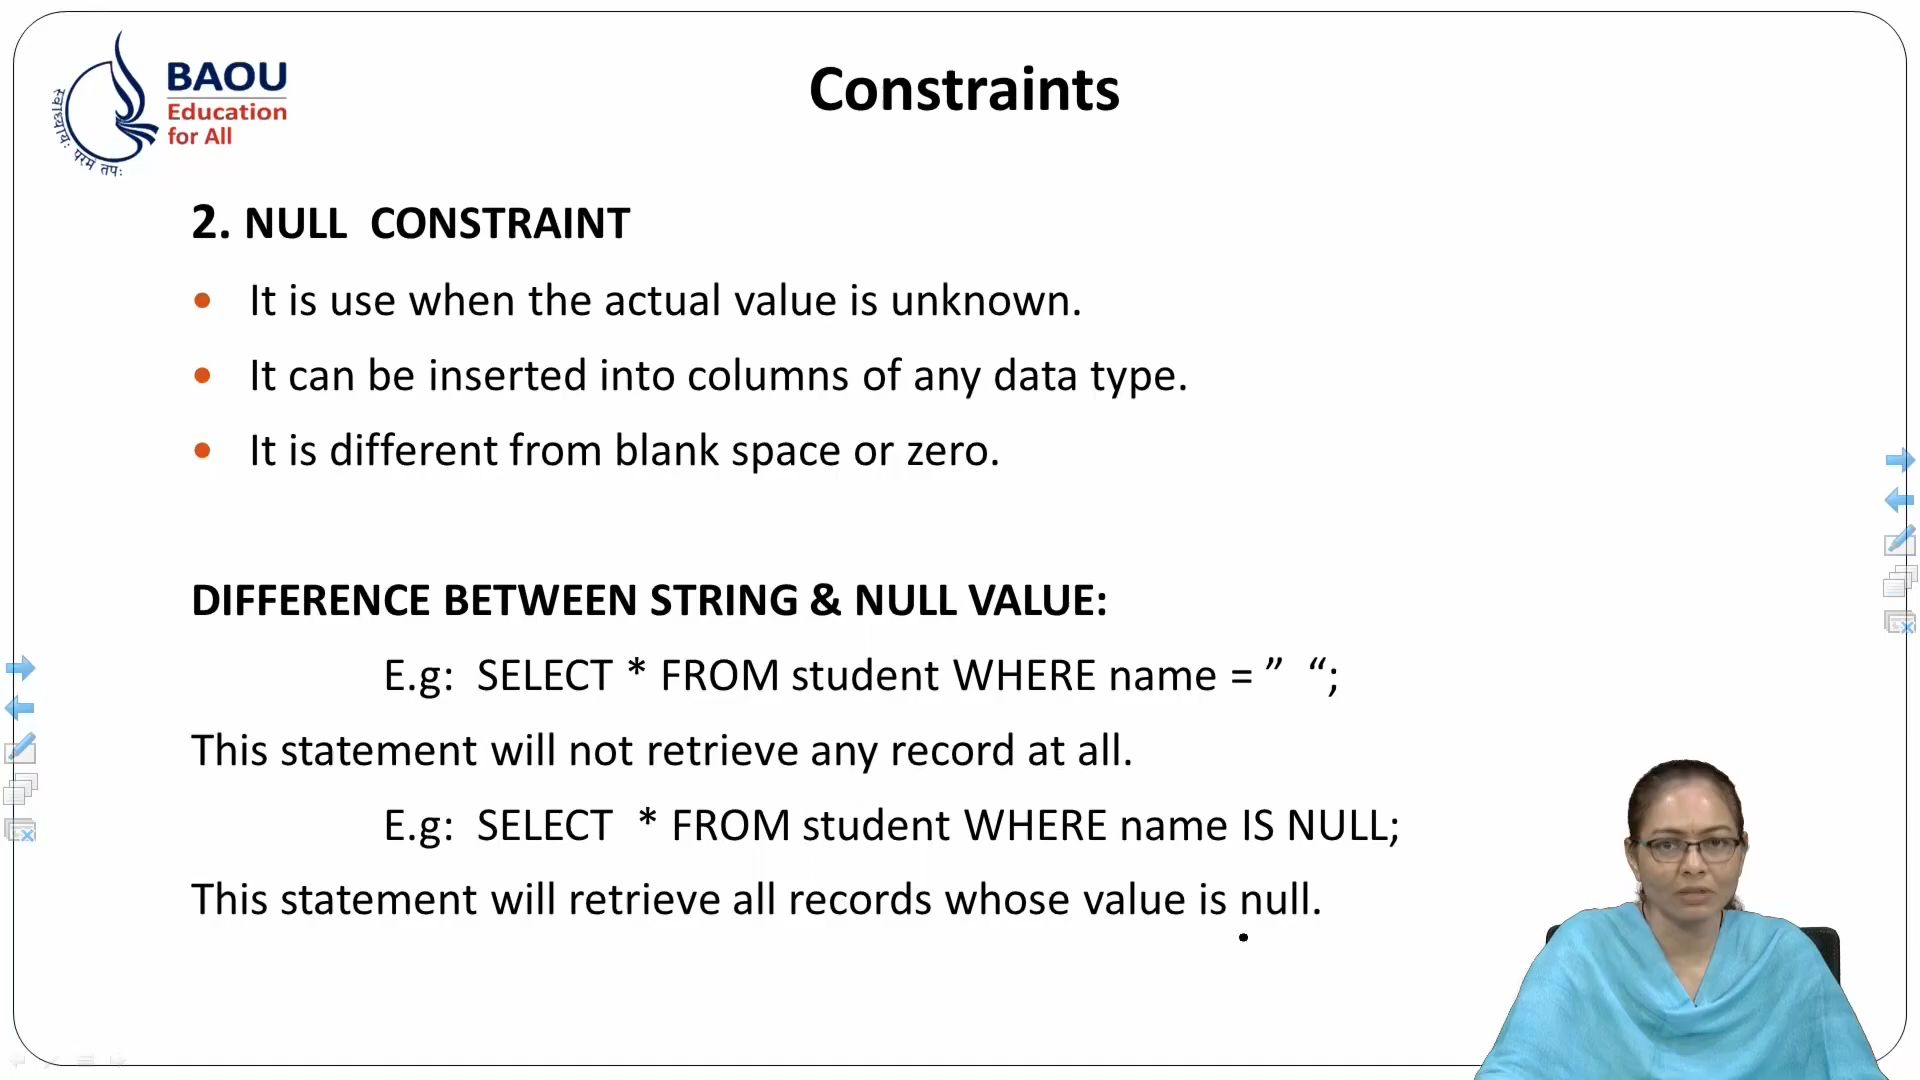 स्वाध्यायः परमं तपः
BAOU
Education
for All
Constraints
2. NULL  CONSTRAINT
• It is use when the actual value is unknown.
• It can be inserted into columns of any data type.
• It is different from blank space or zero.
DIFFERENCE BETWEEN STRING & NULL VALUE:
E.g:  SELECT * FROM student WHERE name = ”  “;
This statement will not retrieve any record at all.
E.g:  SELECT  * FROM student WHERE name IS NULL;
This statement will retrieve all records whose value is null.